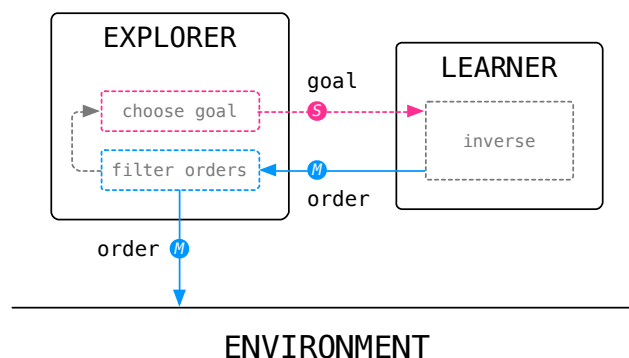 EXPLORER
LEARNER
goal
choose goal
S
inverse
filter orders
M
order
order
M
ENVIRONMENT